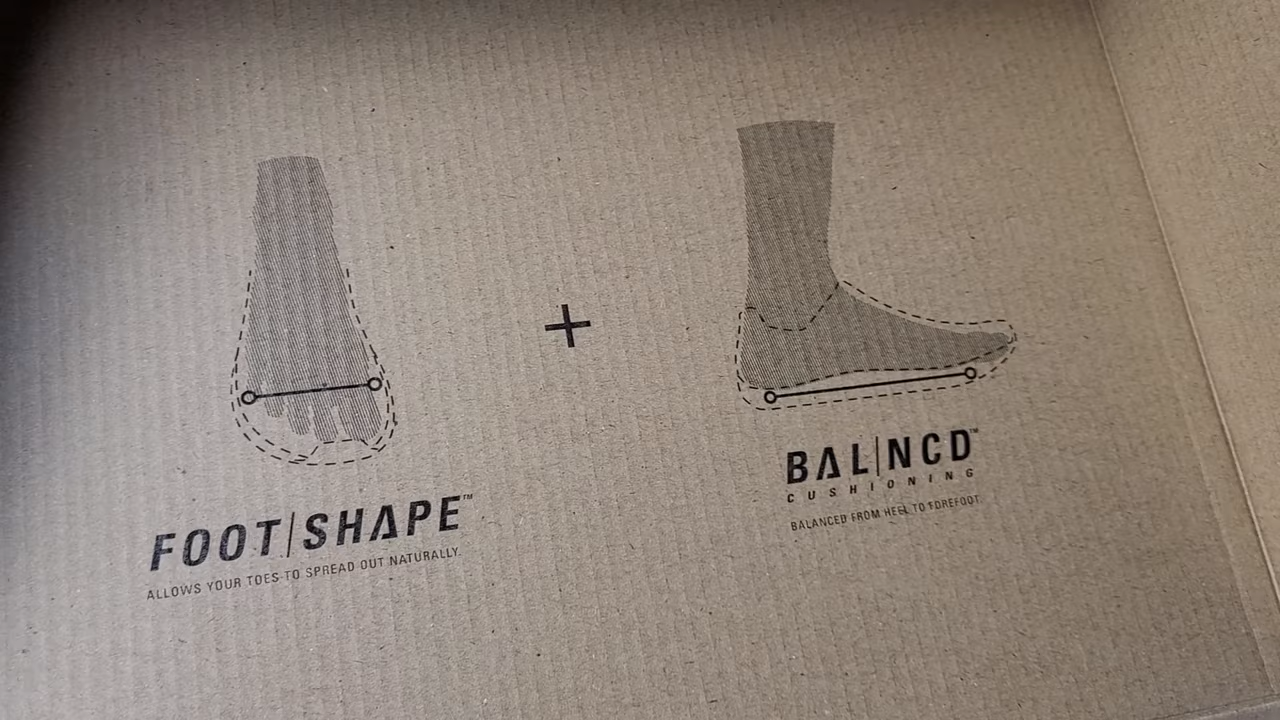 FOOT|SHAPE™
ALLOWS YOUR TOES TO SPREAD OUT NATURALLY.
+
BAL|NCD™
CUSHIONING
BALANCED FROM HEEL TO FOREFOOT.